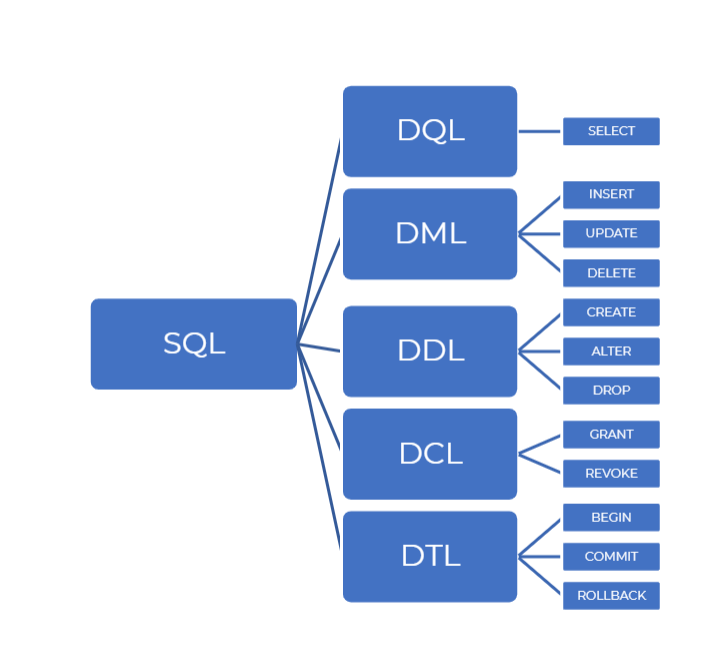 SQL
DQL
SELECT
DML
INSERT
UPDATE
DELETE
DDL
CREATE
ALTER
DROP
DCL
GRANT
REVOKE
DTL
BEGIN
COMMIT
ROLLBACK